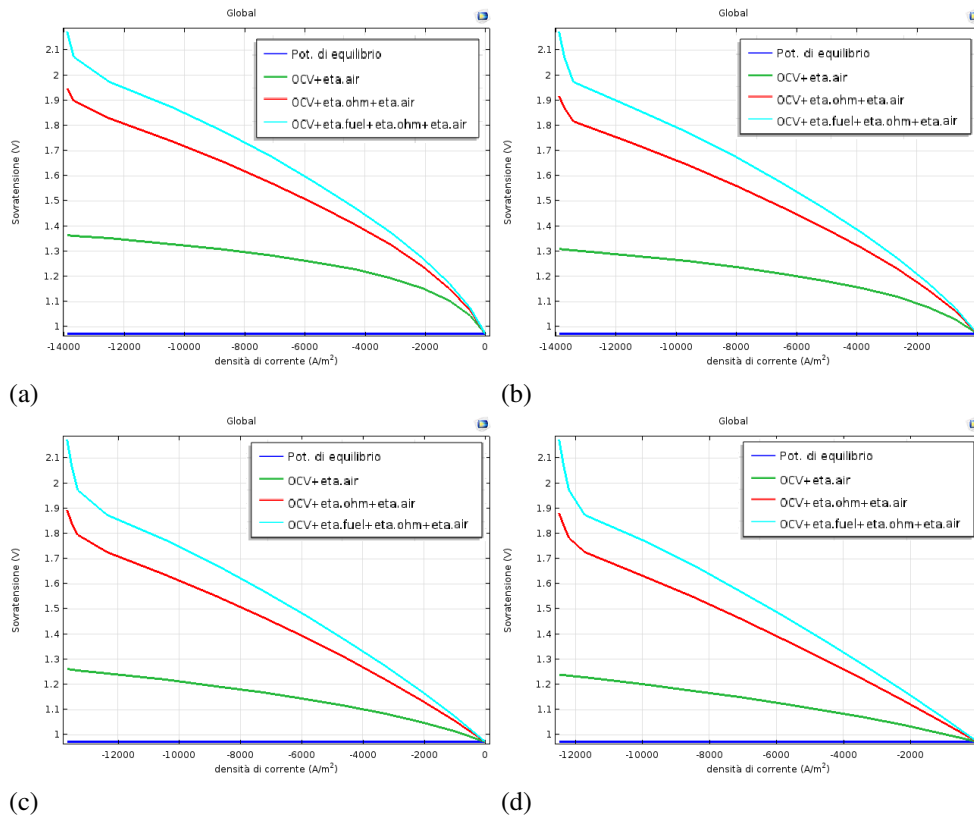 Global
2.1
2
1.9
1.8
1.7
1.6
1.5
1.4
1.3
1.2
1.1
1
Sovratensione (V)
Pot. di equilibrio
OCV+eta.air
OCV+eta.ohm+eta.air
OCV+eta.fuel+eta.ohm+eta.air
-14000 -12000 -10000 -8000 -6000 -4000 -2000 0
densità di corrente (A/m²)
(a)
Global
2.1
2
1.9
1.8
1.7
1.6
1.5
1.4
1.3
1.2
1.1
1
Sovratensione (V)
Pot. di equilibrio
OCV+eta.air
OCV+eta.ohm+eta.air
OCV+eta.fuel+eta.ohm+eta.air
-14000 -12000 -10000 -8000 -6000 -4000 -2000
densità di corrente (A/m²)
(b)
Global
2.1
2
1.9
1.8
1.7
1.6
1.5
1.4
1.3
1.2
1.1
1
Sovratensione (V)
Pot. di equilibrio
OCV+eta.air
OCV+eta.ohm+eta.air
OCV+eta.fuel+eta.ohm+eta.air
-12000 -10000 -8000 -6000 -4000 -2000 0
densità di corrente (A/m²)
(c)
Global
2.1
2
1.9
1.8
1.7
1.6
1.5
1.4
1.3
1.2
1.1
1
Sovratensione (V)
Pot. di equilibrio
OCV+eta.air
OCV+eta.ohm+eta.air
OCV+eta.fuel+eta.ohm+eta.air
-12000 -10000 -8000 -6000 -4000 -2000
densità di corrente (A/m²)
(d)